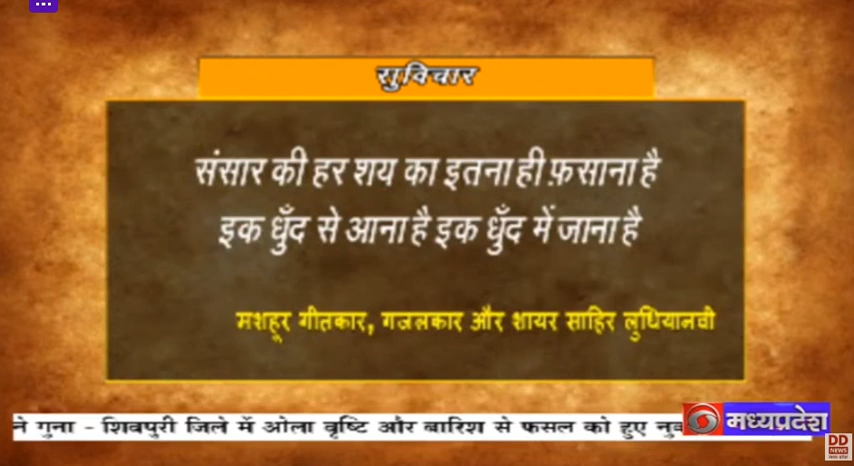 सुविचार
संसार की हर शय का इतना ही फ़साना है
इक धुँद से आना है इक धुँद में जाना है
मशहूर गीतकार, गजलकार और शायर साहिर लुधियानवी
ने गुना - शिवपुरी जिले में ओला वृष्टि और बारिश से फसल को हुए
मध्यप्रदेश
DD
NEWS